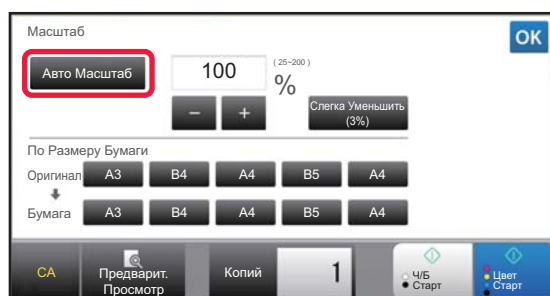 Масштаб
OK
Авто Масштаб
100
(25~200)
%
−
+
Слегка Уменьшить
(3%)
По Размеру Бумаги
Оригинал A3 B4 A4 B5 A4
Бумага A3 B4 A4 B5 A4
CA
Предварит.
Просмотр
Копий
1
Ч/Б
Старт
Цвет
Старт